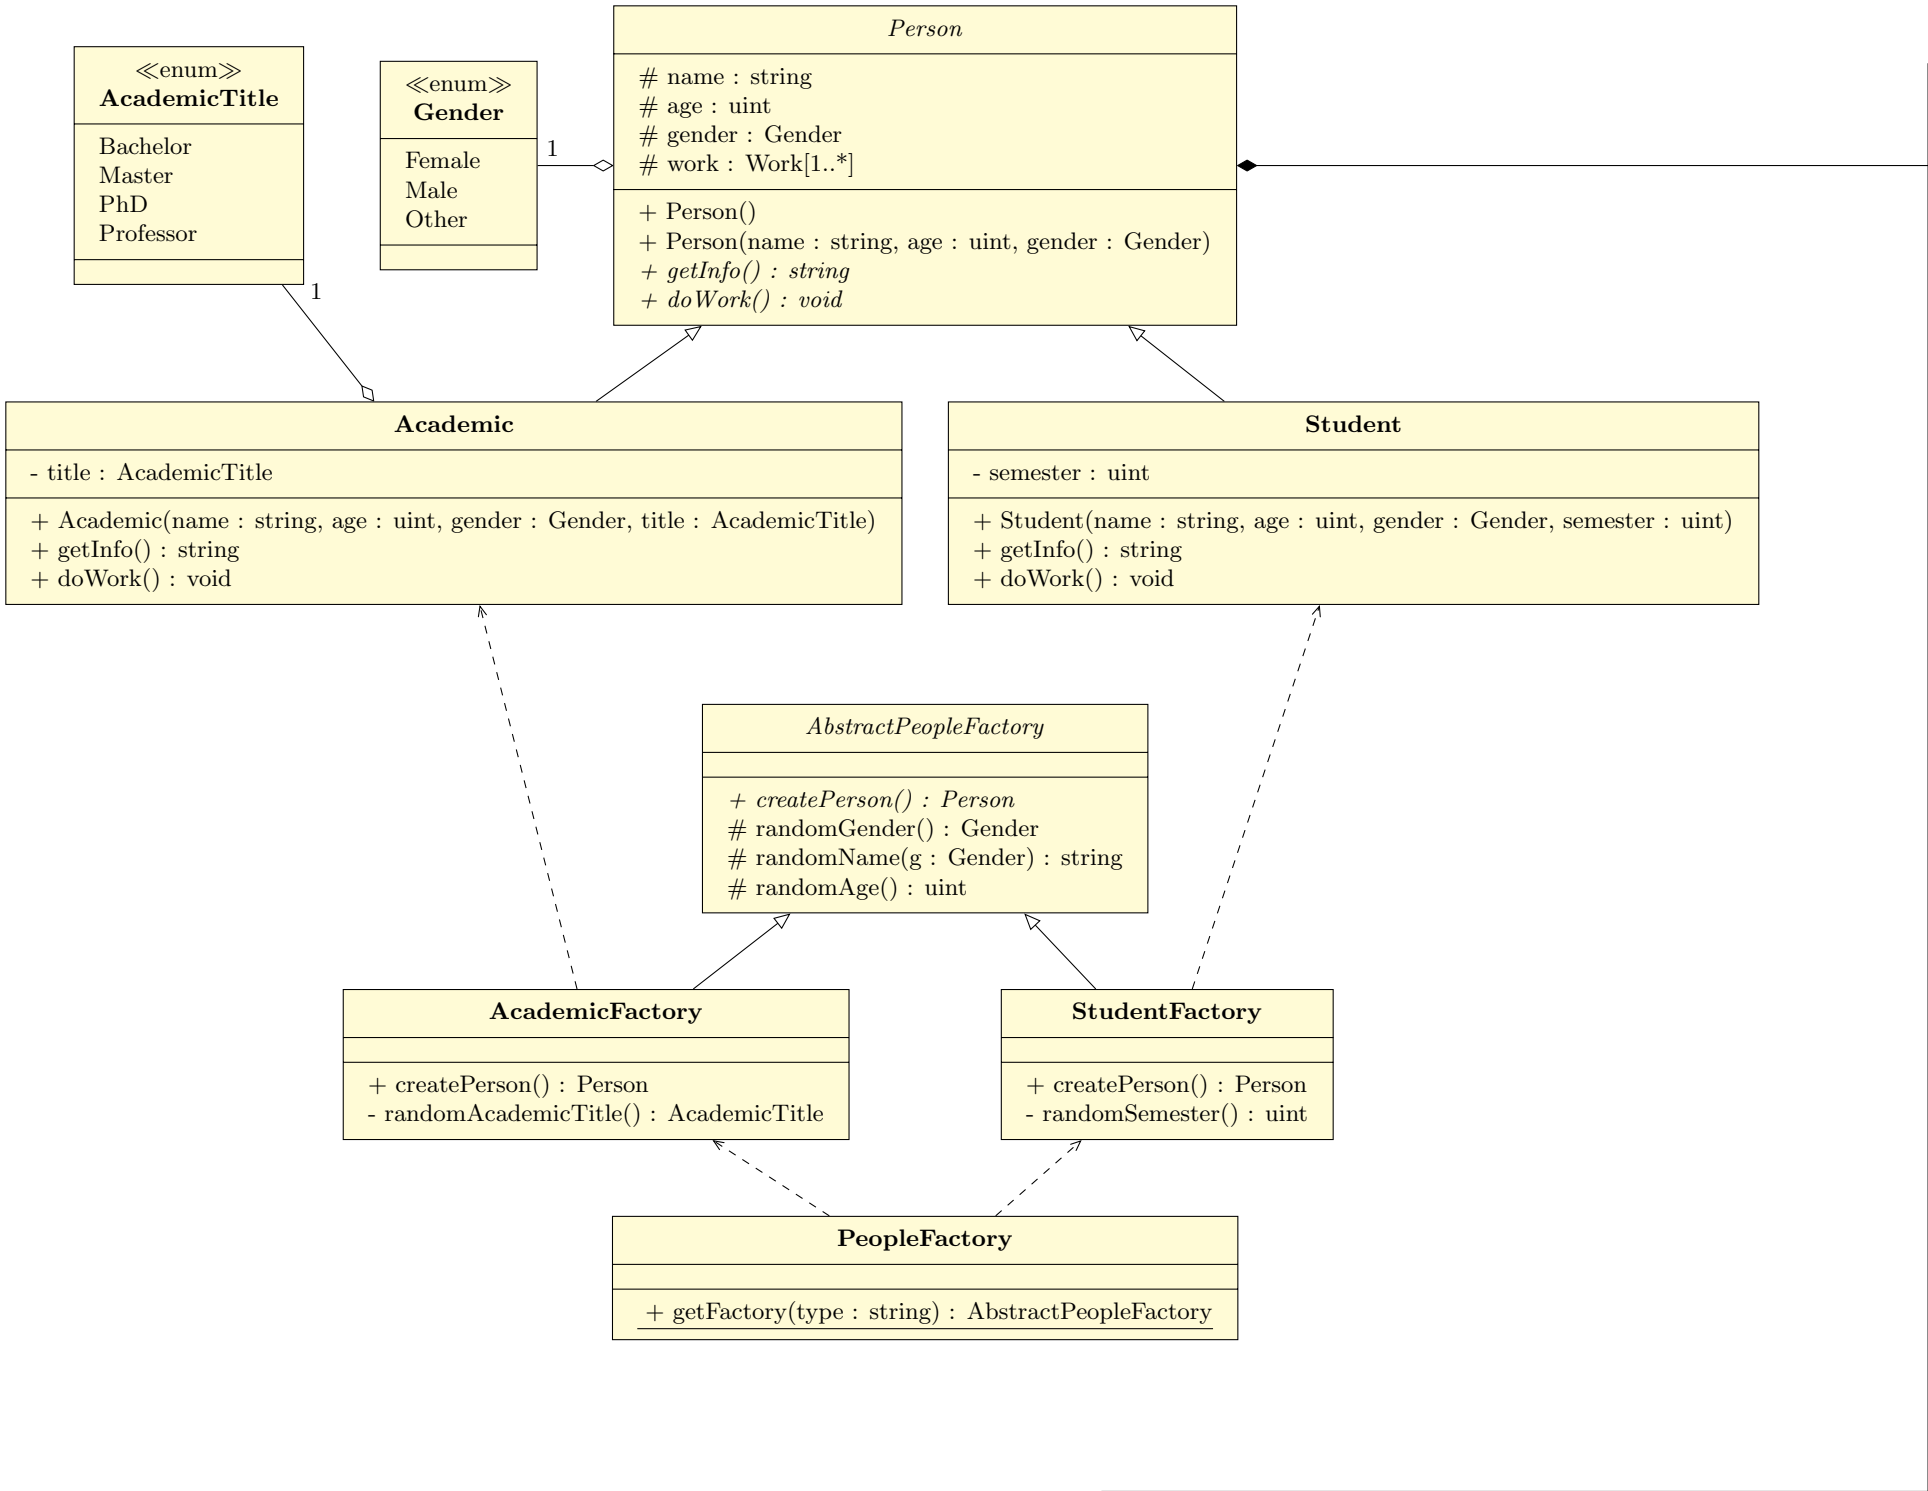 ≪enum≫
AcademicTitle
Bachelor
Master
PhD
Professor
1
≪enum≫
Gender
Female
Male
Other
1
Person
# name : string
# age : uint
# gender : Gender
# work : Work[1..*]
+ Person()
+ Person(name : string, age : uint, gender : Gender)
+ getInfo() : string
+ doWork() : void
Academic
- title : AcademicTitle
+ Academic(name : string, age : uint, gender : Gender, title : AcademicTitle)
+ getInfo() : string
+ doWork() : void
Student
- semester : uint
+ Student(name : string, age : uint, gender : Gender, semester : uint)
+ getInfo() : string
+ doWork() : void
AbstractPeopleFactory
+ createPerson() : Person
# randomGender() : Gender
# randomName(g : Gender) : string
# randomAge() : uint
AcademicFactory
+ createPerson() : Person
- randomAcademicTitle() : AcademicTitle
StudentFactory
+ createPerson() : Person
- randomSemester() : uint
PeopleFactory
+ getFactory(type : string) : AbstractPeopleFactory